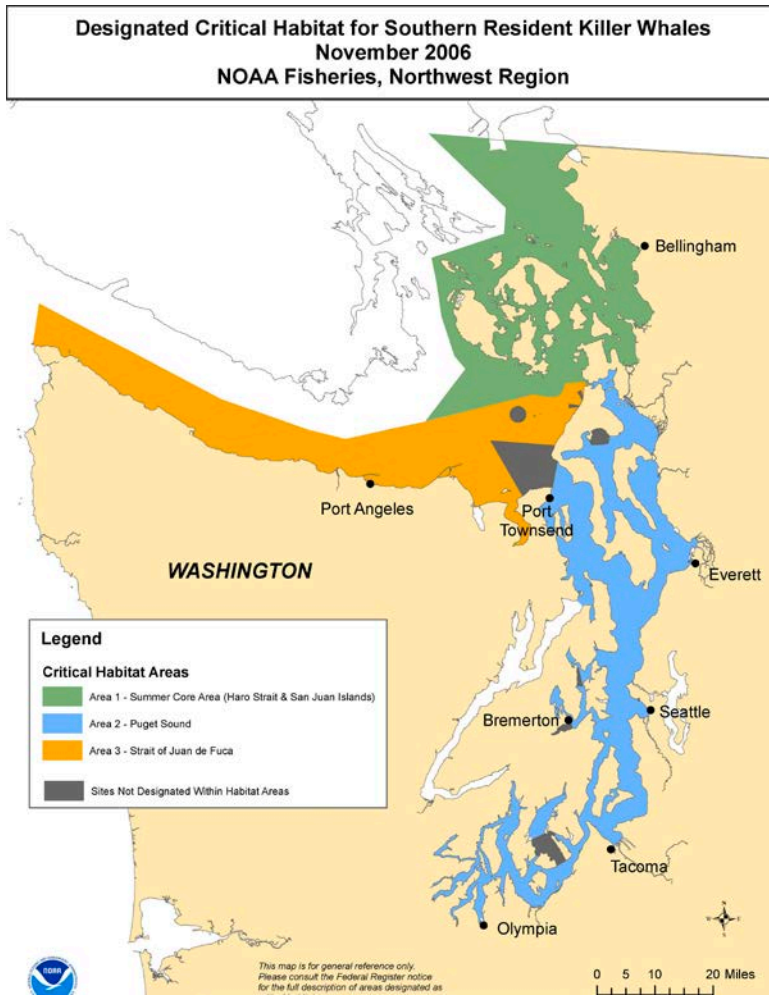 Designated Critical Habitat for Southern Resident Killer Whales
November 2006
NOAA Fisheries, Northwest Region
Bellingham
Port Angeles
Port
Townsend
WASHINGTON
Everett
Legend
Critical Habitat Areas
Area 1 - Summer Core Area (Haro Strait & San Juan Islands)
Area 2 - Puget Sound
Area 3 - Strait of Juan de Fuca
Sites Not Designated Within Habitat Areas
Bremerton
Seattle
Tacoma
Olympia
N
W E
S
NOAA
This map is for general reference only.
Please consult the Federal Register notice
for the full description of areas designated as
0 5 10 20 Miles